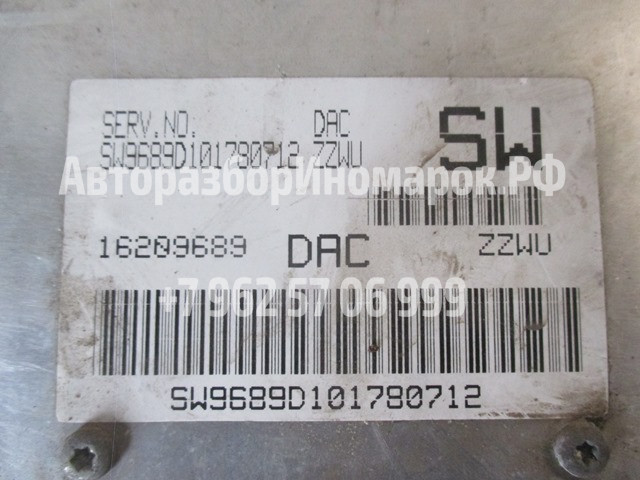 SERV.NO. DAC SW
SW9689D101780712 ZZWU
АвторазборИномарок.РФ
16209689 DAC ZZWU
+7 962 57 06 999
SW9689D101780712